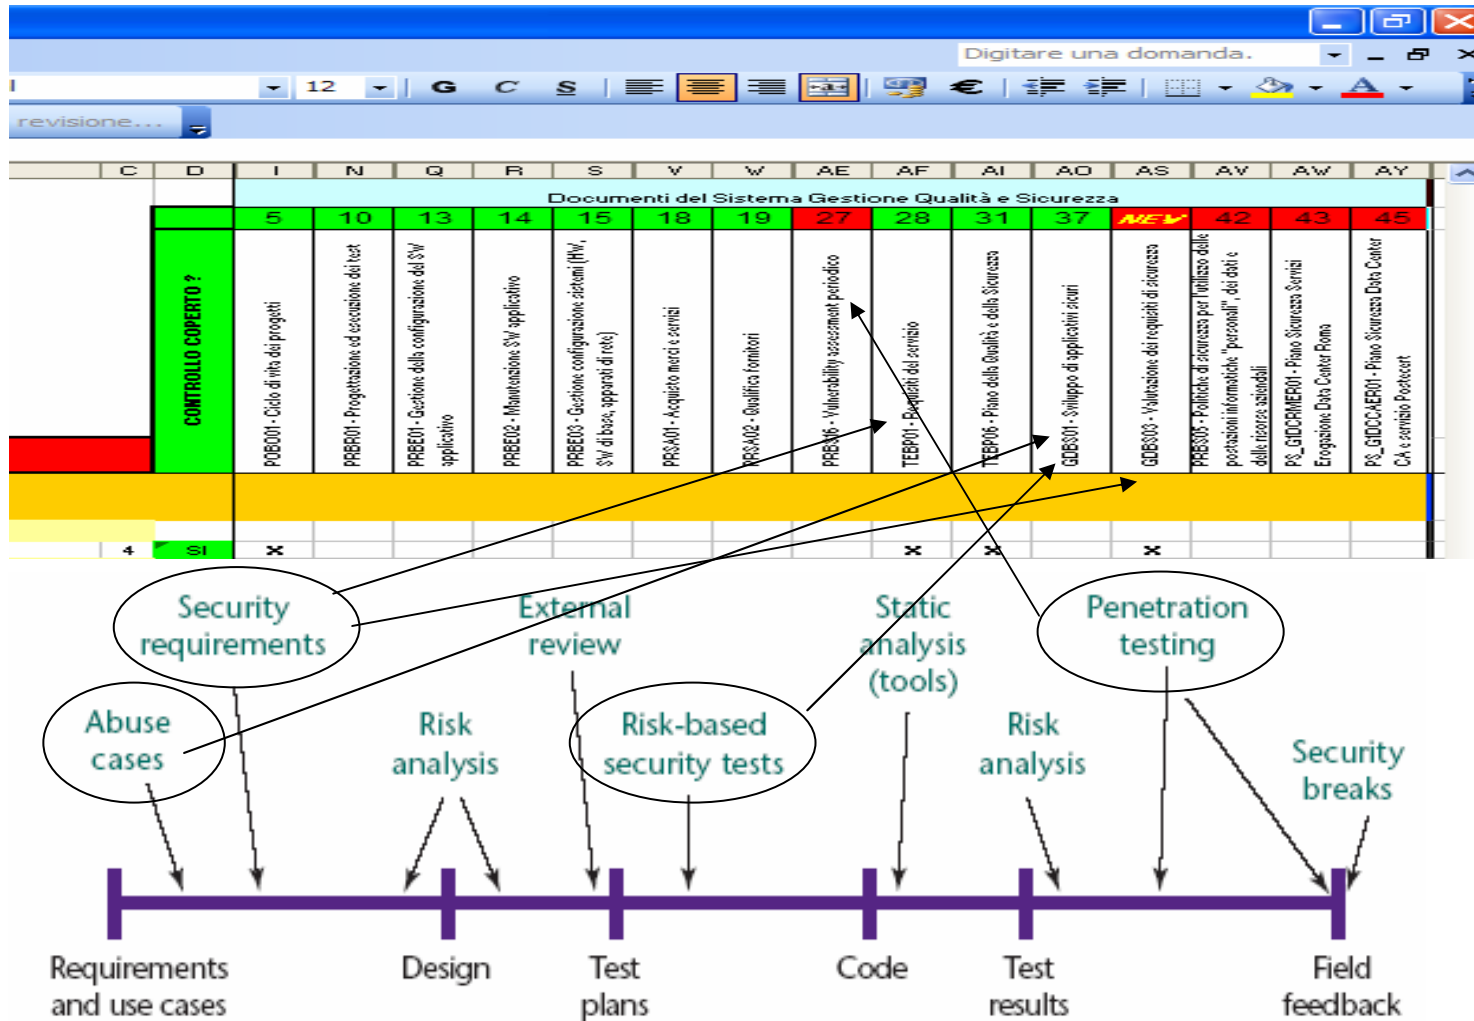 Digitare una domanda.
12 G C S €
revisione...
C D I N Q R S V W AE AF AI AO AS AV AW AY
Documenti del Sistema Gestione Qualità e Sicurezza
5 10 13 14 15 18 19 27 28 31 37 NEW 42 43 45
CONTROLLO COPERTO ?
POBO01 - Ciclo di vita dei progetti
PRBR01 - Progettazione ed esecuzione dei test
PRBE01 - Gestione della configurazione del SW
applicativo
PRBE02 - Manutenzione SW applicativo
PRBE03 - Gestione configurazione sistemi (HW,
SW di base, apparati di rete)
PRSA01 - Acquisto merci e servizi
PRSA02 - Qualifica fornitori
PRBS06 - Vulnerability assessment periodico
TEBP01 - Requisiti del servizio
TEBP06 - Piano della Qualità e della Sicurezza
GDBS01 - Sviluppo di applicativi sicuri
GDBS03 - Valutazione dei requisiti di sicurezza
PRBS05 - Politiche di sicurezza per l'utilizzo delle
postazioni informatiche "personali", dei dati e
delle risorse aziendali
PS_GIDCRMER01 - Piano Sicurezza Servizi
Erogazione Data Center Roma
PS_GIDCCAER01 - Piano Sicurezza Data Center
CA e servizio Postecert
4 SI x x x x
Security
requirements
External
review
Static
analysis
(tools)
Penetration
testing
Abuse
cases
Risk
analysis
Risk-based
security tests
Risk
analysis
Security
breaks
Requirements
and use cases
Design
Test
plans
Code
Test
results
Field
feedback